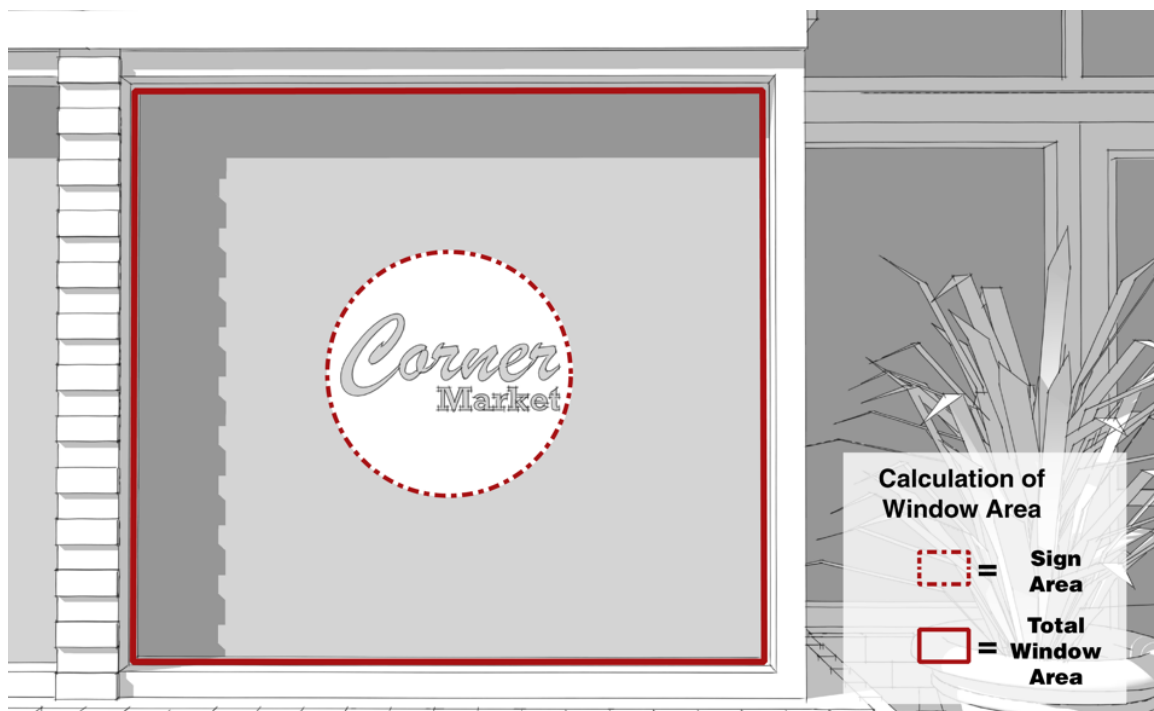 Corner
Market
Calculation of
Window Area
= Sign
Area
= Total
Window
Area